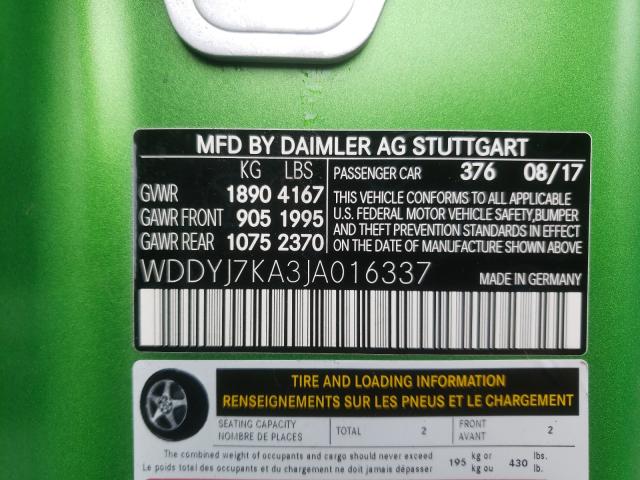 MFD BY DAIMLER AG STUTTGART
KG LBS PASSENGER CAR 376 08/17
GVWR 1890 4167
GAWR FRONT 905 1995
GAWR REAR 1075 2370
THIS VEHICLE CONFORMS TO ALL APPLICABLE
U.S. FEDERAL MOTOR VEHICLE SAFETY,BUMPER
AND THEFT PREVENTION STANDARDS IN EFFECT
ON THE DATE OF MANUFACTURE SHOWN ABOVE
WDDYJ7KA3JA016337 MADE IN GERMANY
TIRE AND LOADING INFORMATION
RENSEIGNEMENTS SUR LES PNEUS ET LE CHARGEMENT
SEATING CAPACITY
NOMBRE DE PLACES
TOTAL 2
FRONT
AVANT
2
The combined weight of occupants and cargo should never exceed
Le poids total des occupants et du chargement ne doit jamais dépasser
195 kg or
kg ou
430 lbs.
lb.